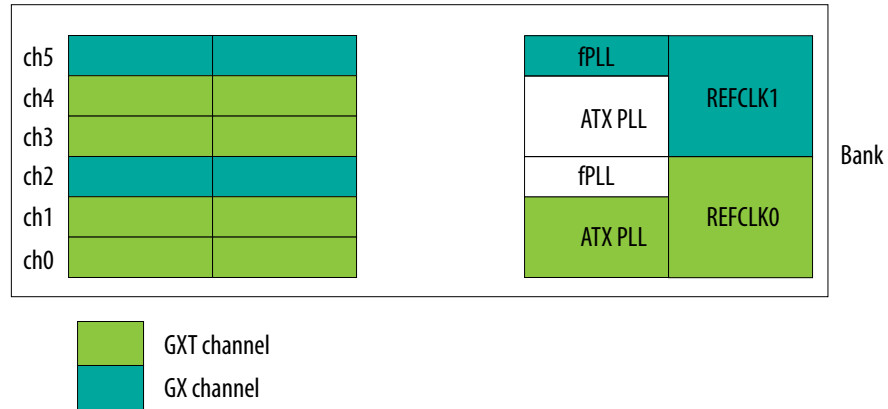 ch5
ch4
ch3
ch2
ch1
ch0
fPLL
ATX PLL
fPLL
ATX PLL
REFCLK1
REFCLK0
Bank
GXT channel
GX channel